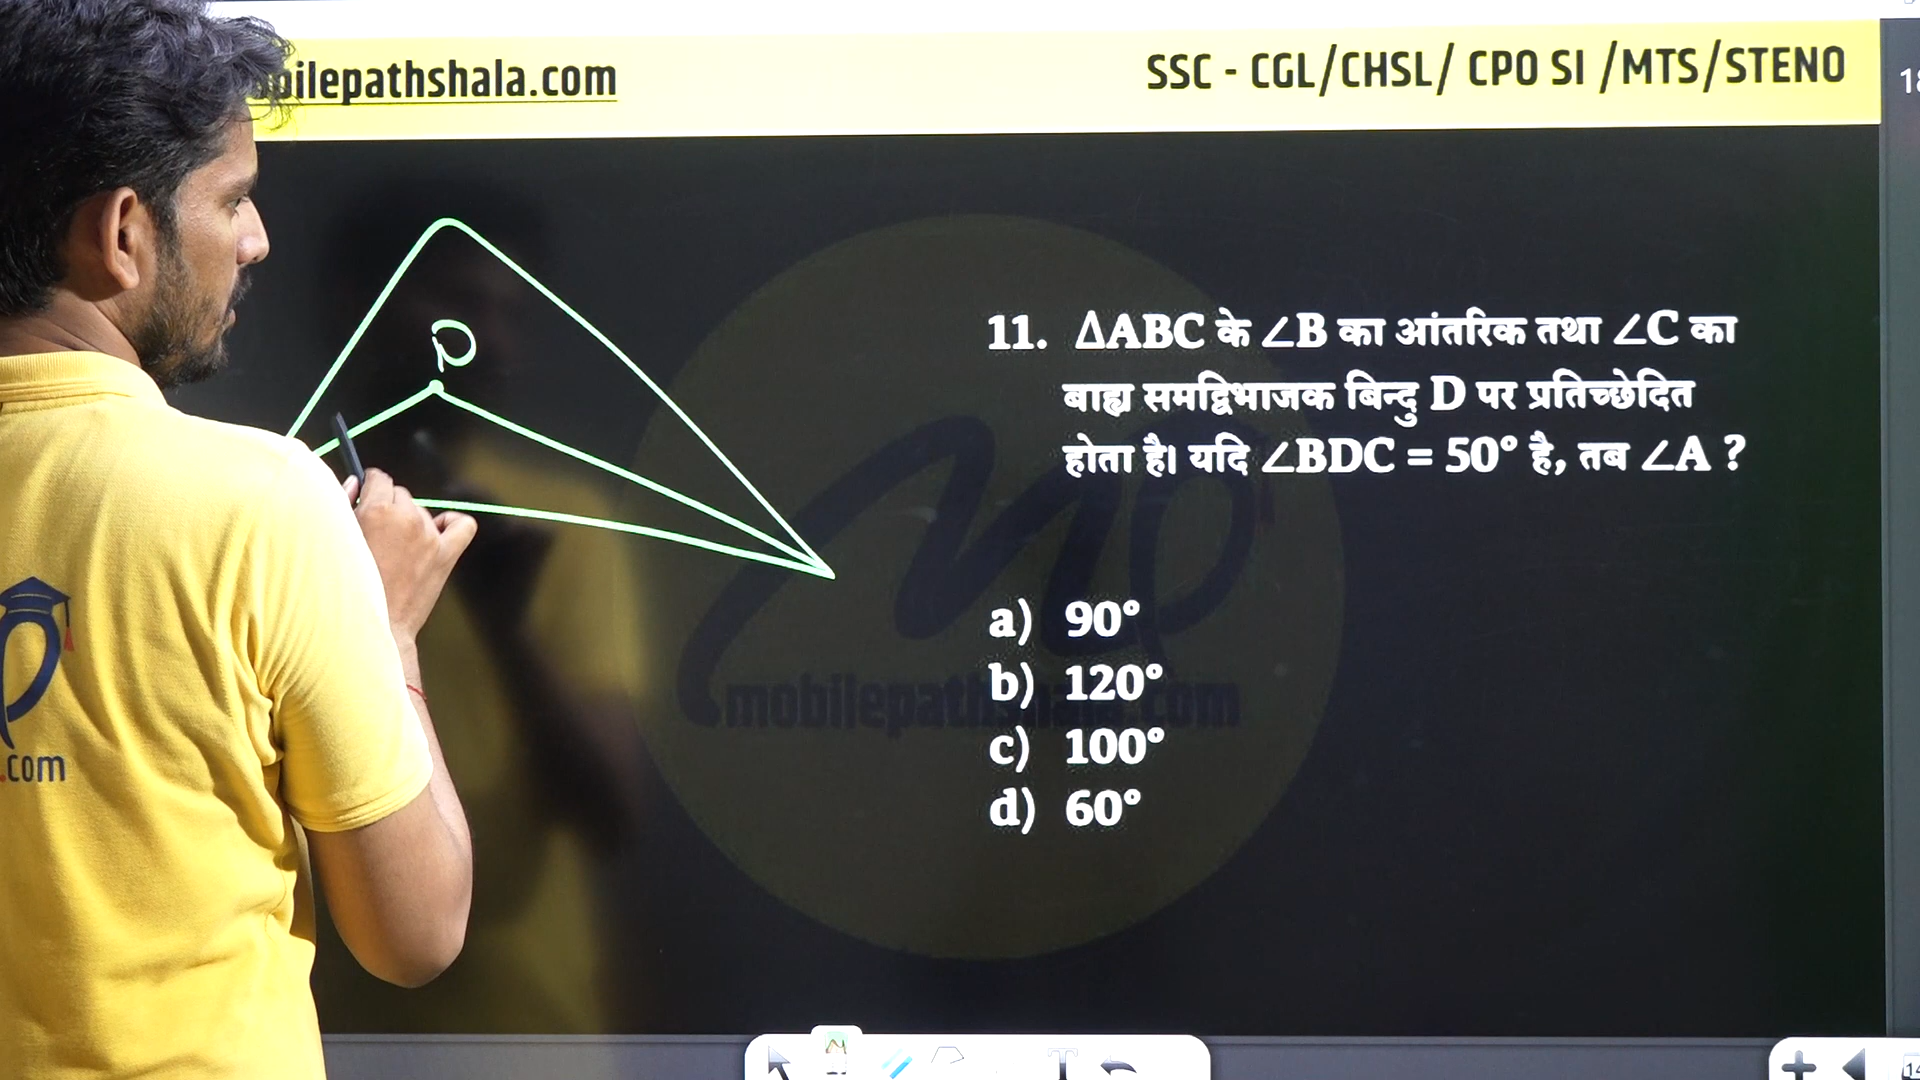 bilepathshala.com
SSC - CGL/CHSL/ CPO SI /MTS/STENO
11. ΔABC के ∠B का आंतरिक तथा ∠C का
बाह्य समद्विभाजक बिन्दु D पर प्रतिच्छेदित
होता है। यदि ∠BDC = 50° है, तब ∠A ?
a) 90°
b) 120°
c) 100°
d) 60°
mobilepathshala.com
.com